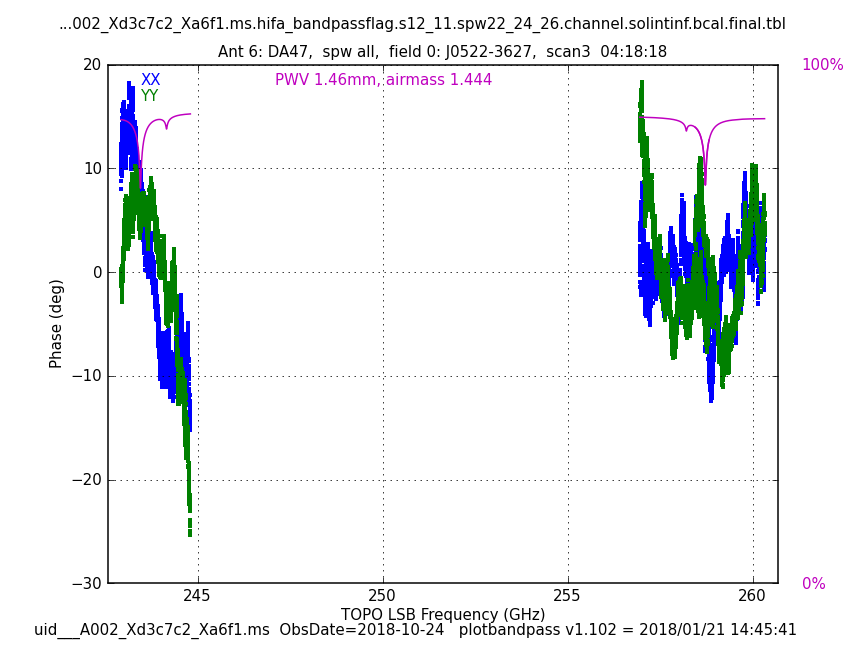 ...002_Xd3c7c2_Xa6f1.ms.hifa_bandpassflag.s12_11.spw22_24_26.channel.solintinf.bcal.final.tbl
Ant 6: DA47,  spw all,  field 0: J0522-3627,  scan3  04:18:18
20
XX
PWV 1.46mm, airmass 1.444
100%
YY
10
0
Phase (deg)
−10
−20
−30
0%
245
250
255
260
TOPO LSB Frequency (GHz)
uid___A002_Xd3c7c2_Xa6f1.ms  ObsDate=2018-10-24   plotbandpass v1.102 = 2018/01/21 14:45:41